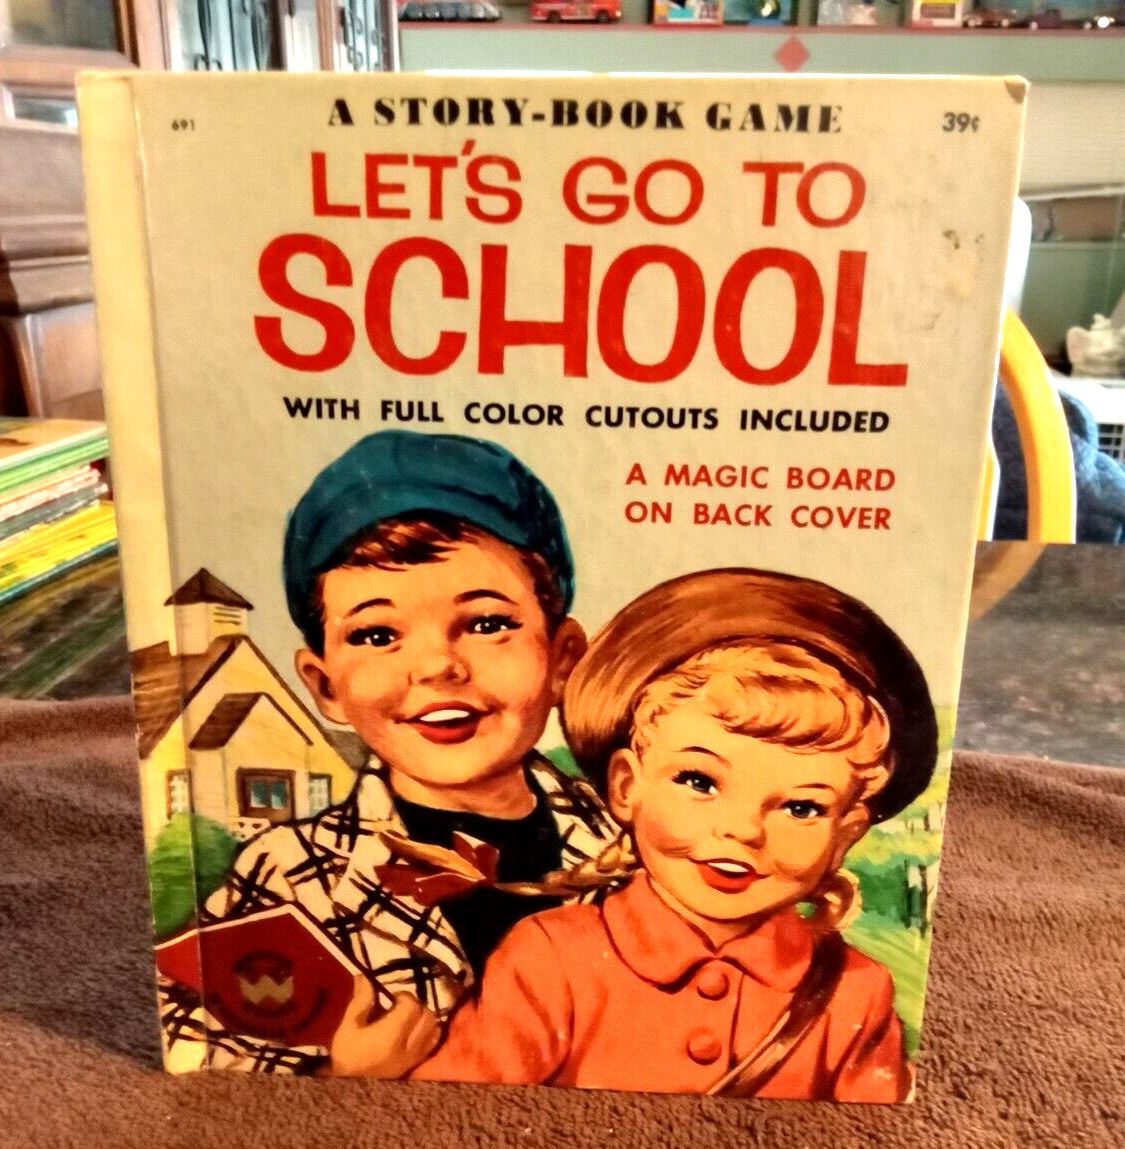 A STORY-BOOK GAME
691
39¢
LET'S GO TO
SCHOOL
WITH FULL COLOR CUTOUTS INCLUDED
A MAGIC BOARD
ON BACK COVER
W